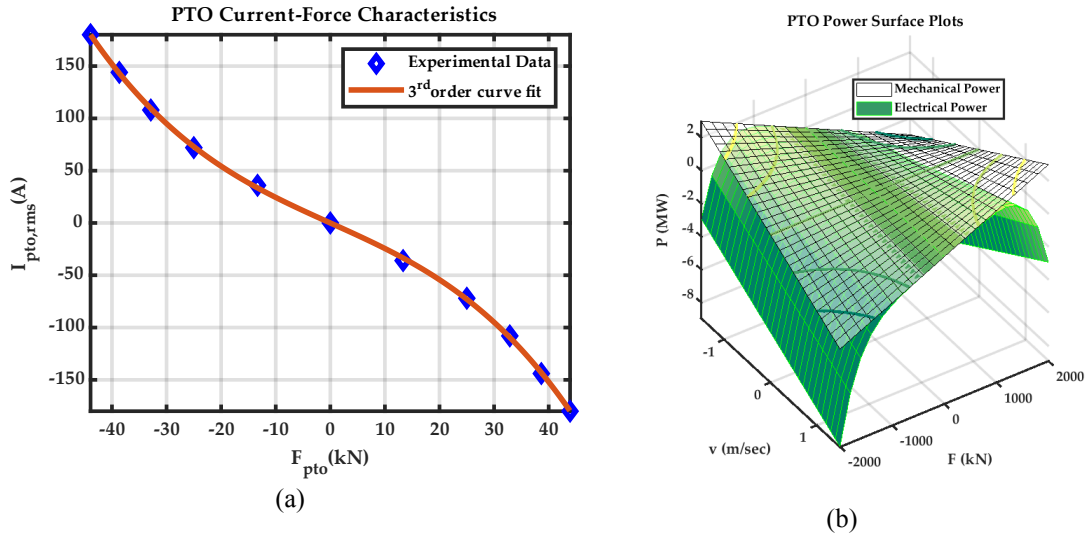 PTO Current-Force Characteristics
Experimental Data
3rd order curve fit
I_pto,rms(A)
150
100
50
0
-50
-100
-150
-40 -30 -20 -10 0 10 20 30 40
F_pto(kN)
(a)
PTO Power Surface Plots
Mechanical Power
Electrical Power
P (MW)
2
0
-2
-4
-6
-8
-1
0
1
v (m/sec)
-2000
-1000
0
1000
2000
F (kN)
(b)